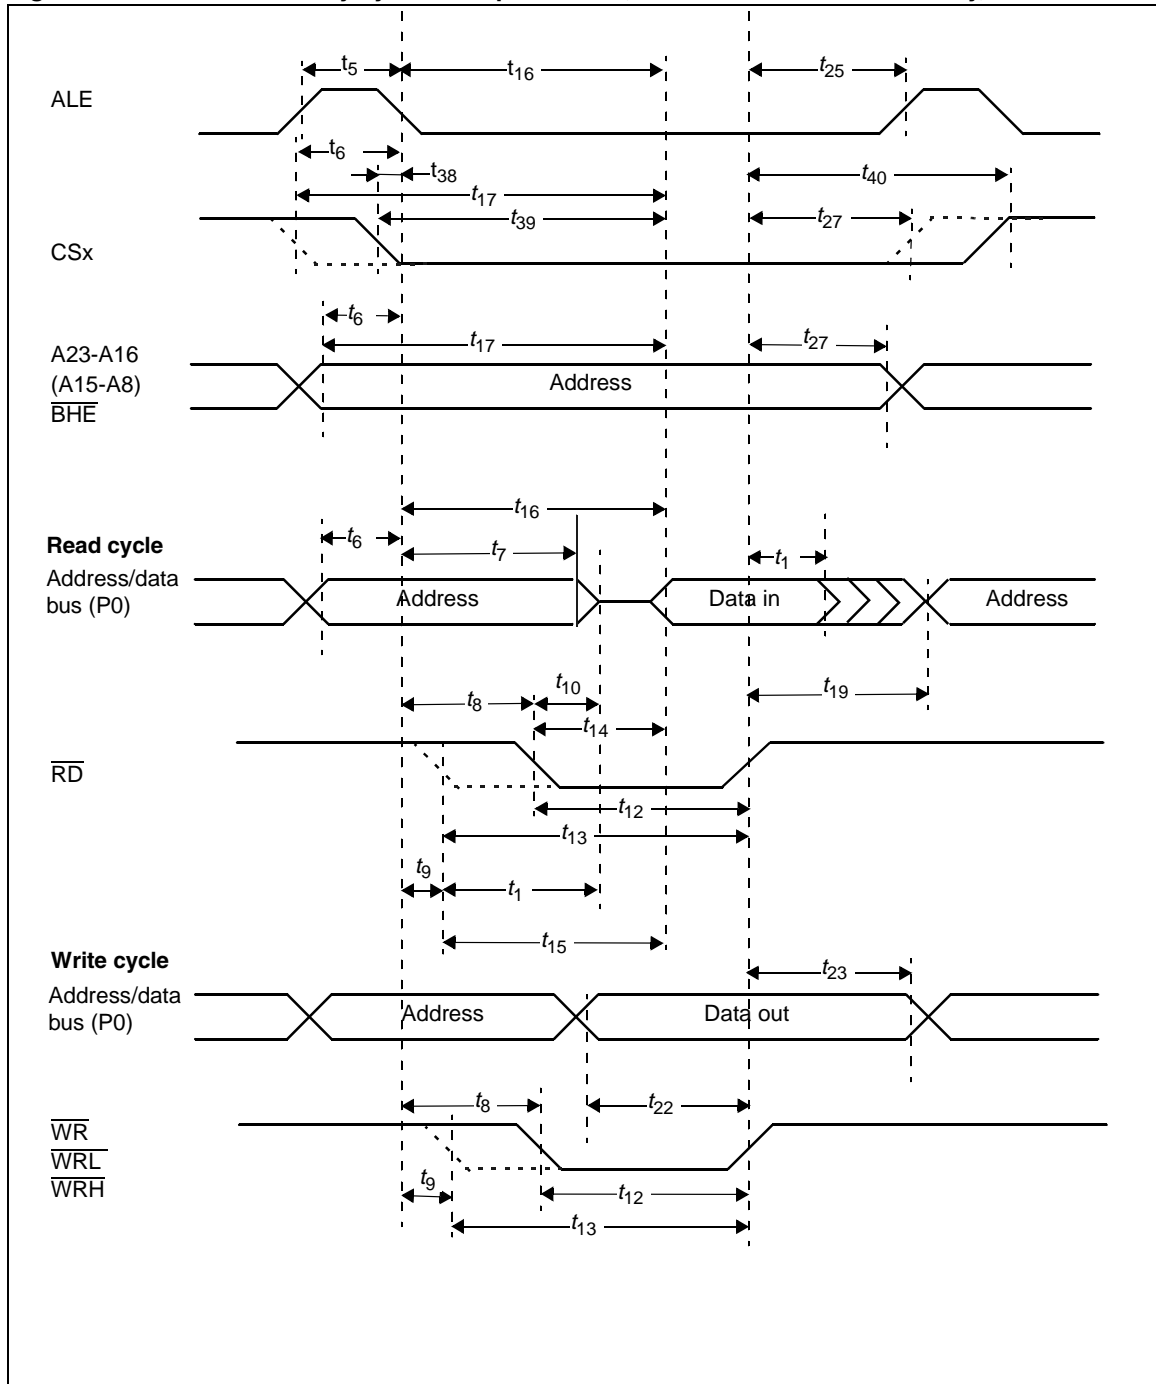 t5
t16
t25
ALE
t6
t38
t40
t17
t39
t27
CSx
t6
t17
t27
A23-A16
(A15-A8)
BHE
Address
t16
Read cycle
t6
t7
t1
Address/data
bus (P0)
Address
Data in
Address
t8
t10
t19
t14
RD
t12
t13
t9
t1
t15
Write cycle
t23
Address/data
bus (P0)
Address
Data out
t8
t22
WR
WRL
WRH
t9
t12
t13